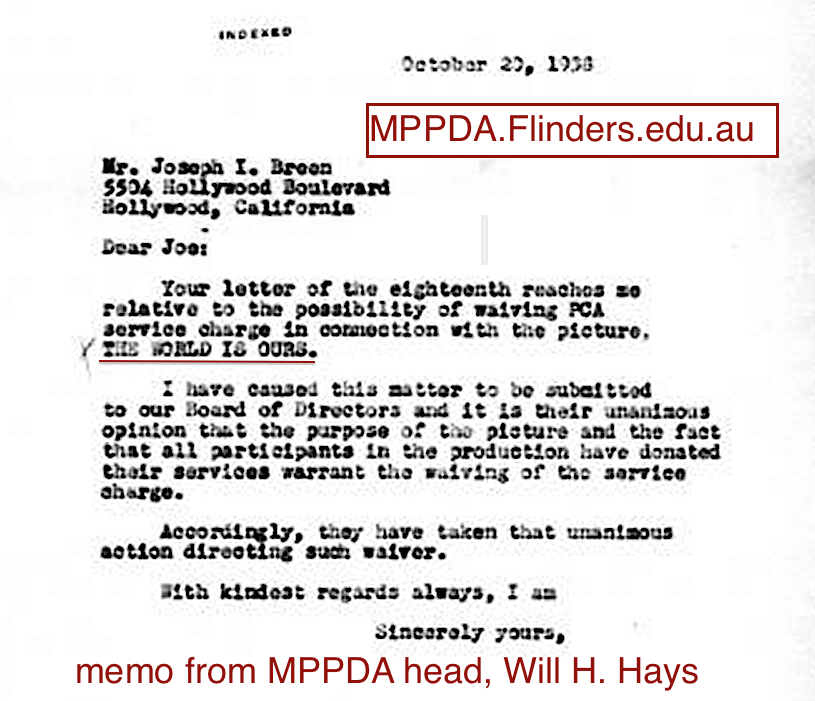 INDEXED
October 20, 1938
MPPDA.Flinders.edu.au
Mr. Joseph I. Breen
5504 Hollywood Boulevard
Hollywood, California
Dear Joe:
Your letter of the eighteenth reaches me
relative to the possibility of waiving PCA
service charge in connection with the picture,
THE WORLD IS OURS.
I have caused this matter to be submitted
to our Board of Directors and it is their unanimous
opinion that the purpose of the picture and the fact
that all participants in the production have donated
their services warrant the waiving of the service
charge.
Accordingly, they have taken that unanimous
action directing such waiver.
With kindest regards always, I am
Sincerely yours,
memo from MPPDA head, Will H. Hays